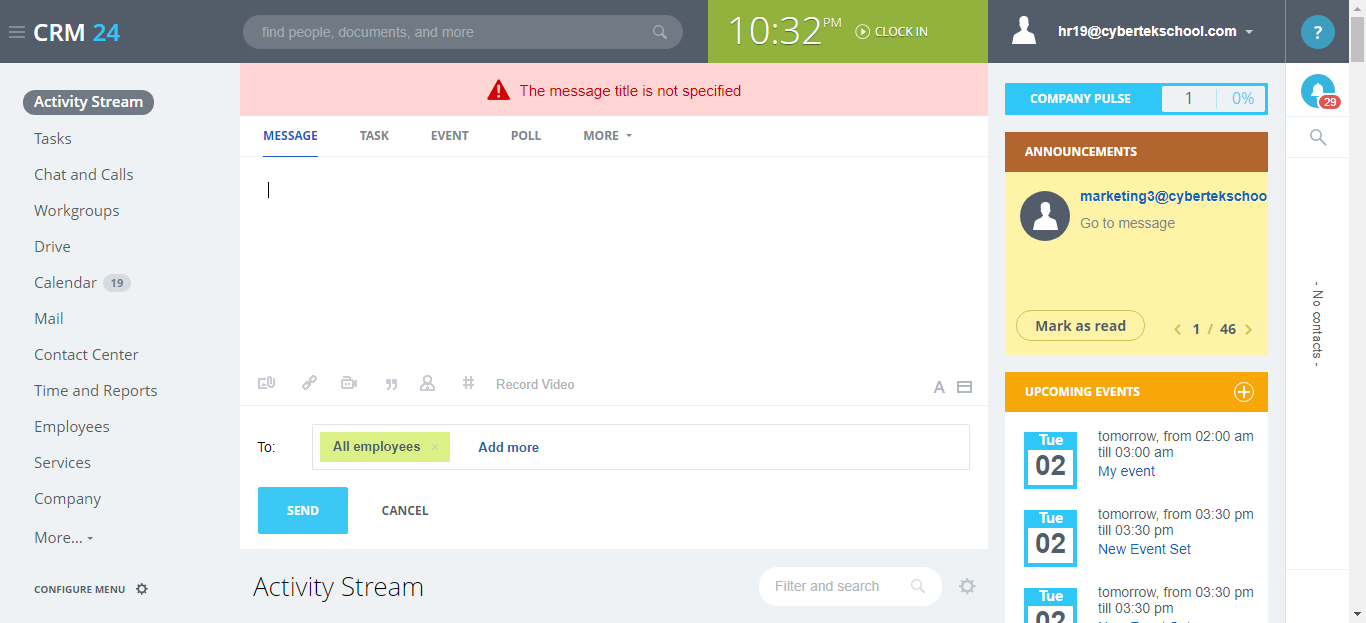 CRM 24
find people, documents, and more
10:32 PM
CLOCK IN
hr19@cybertekschool.com
?
Activity Stream
Tasks
Chat and Calls
Workgroups
Drive
Calendar 19
Mail
Contact Center
Time and Reports
Employees
Services
Company
More...
CONFIGURE MENU
The message title is not specified
MESSAGE TASK EVENT POLL MORE
Record Video
A
To: All employees × Add more
SEND CANCEL
Activity Stream
Filter and search
COMPANY PULSE 1 0%
ANNOUNCEMENTS
marketing3@cybertekschoo
Go to message
Mark as read 1 / 46
UPCOMING EVENTS
Tue
02
tomorrow, from 02:00 am
till 03:00 am
My event
Tue
02
tomorrow, from 03:30 pm
till 03:30 pm
New Event Set
Tue
02
tomorrow, from 03:30 pm
till 03:30 pm
29
- No contacts -